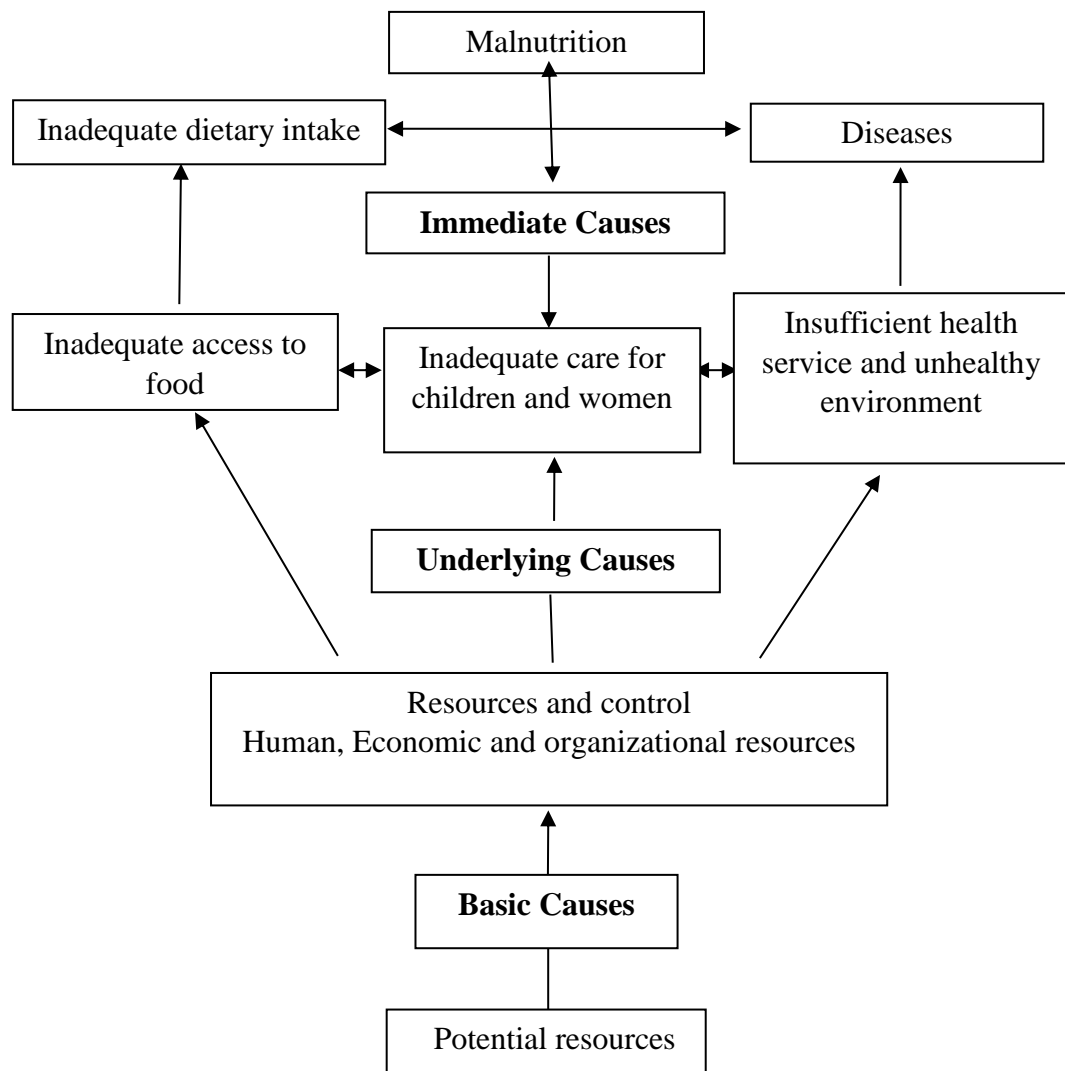 Malnutrition
Inadequate dietary intake
Diseases
Immediate Causes
Inadequate access to
food
Inadequate care for
children and women
Insufficient health
service and unhealthy
environment
Underlying Causes
Resources and control
Human, Economic and organizational resources
Basic Causes
Potential resources